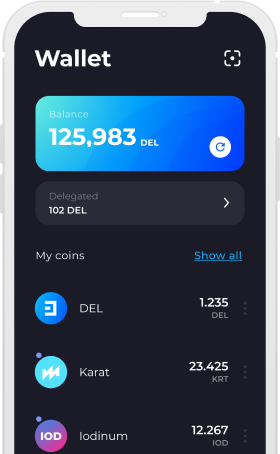 Wallet
Balance
125,983 DEL
Delegated
102 DEL
My coins Show all
DEL 1.235
DEL
Karat 23.425
KRT
IOD Iodinum 12.267
IOD